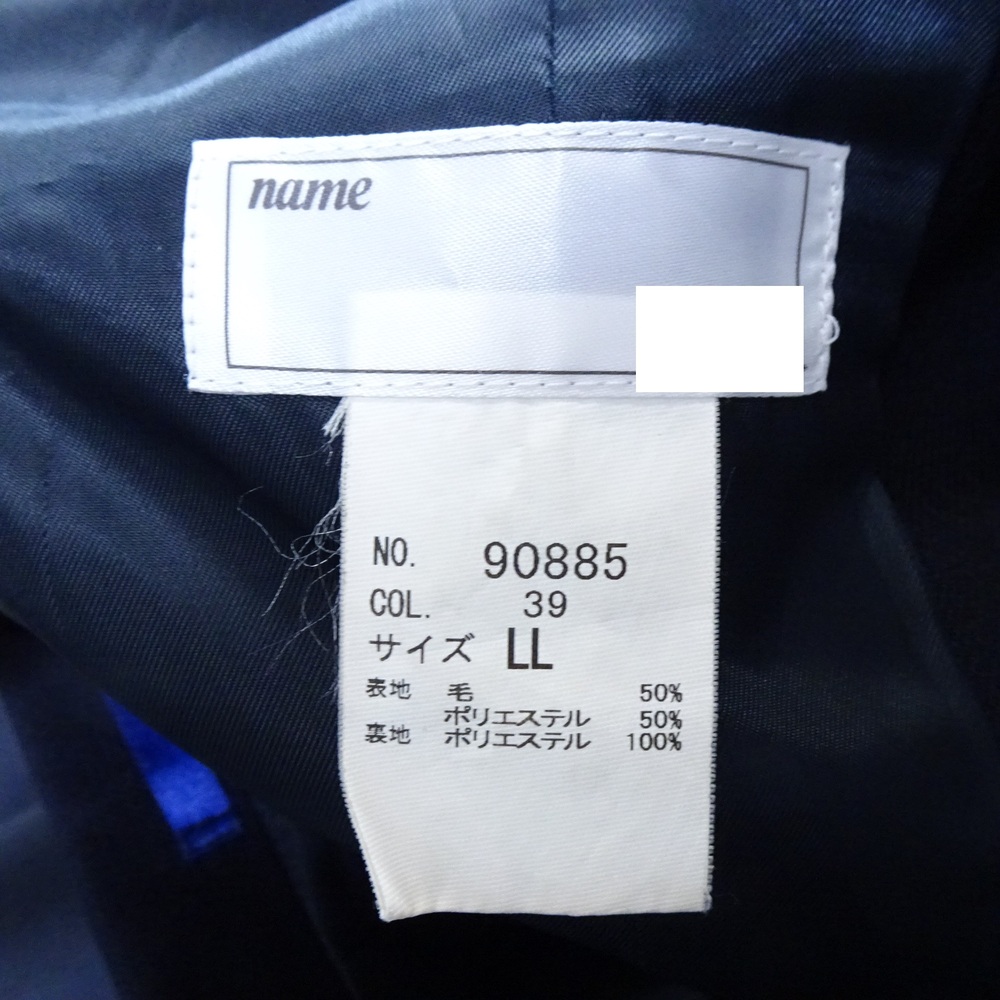 name
NO. 90885
COL. 39
サイズ LL
表地 毛 50%
ポリエステル 50%
裏地 ポリエステル 100%